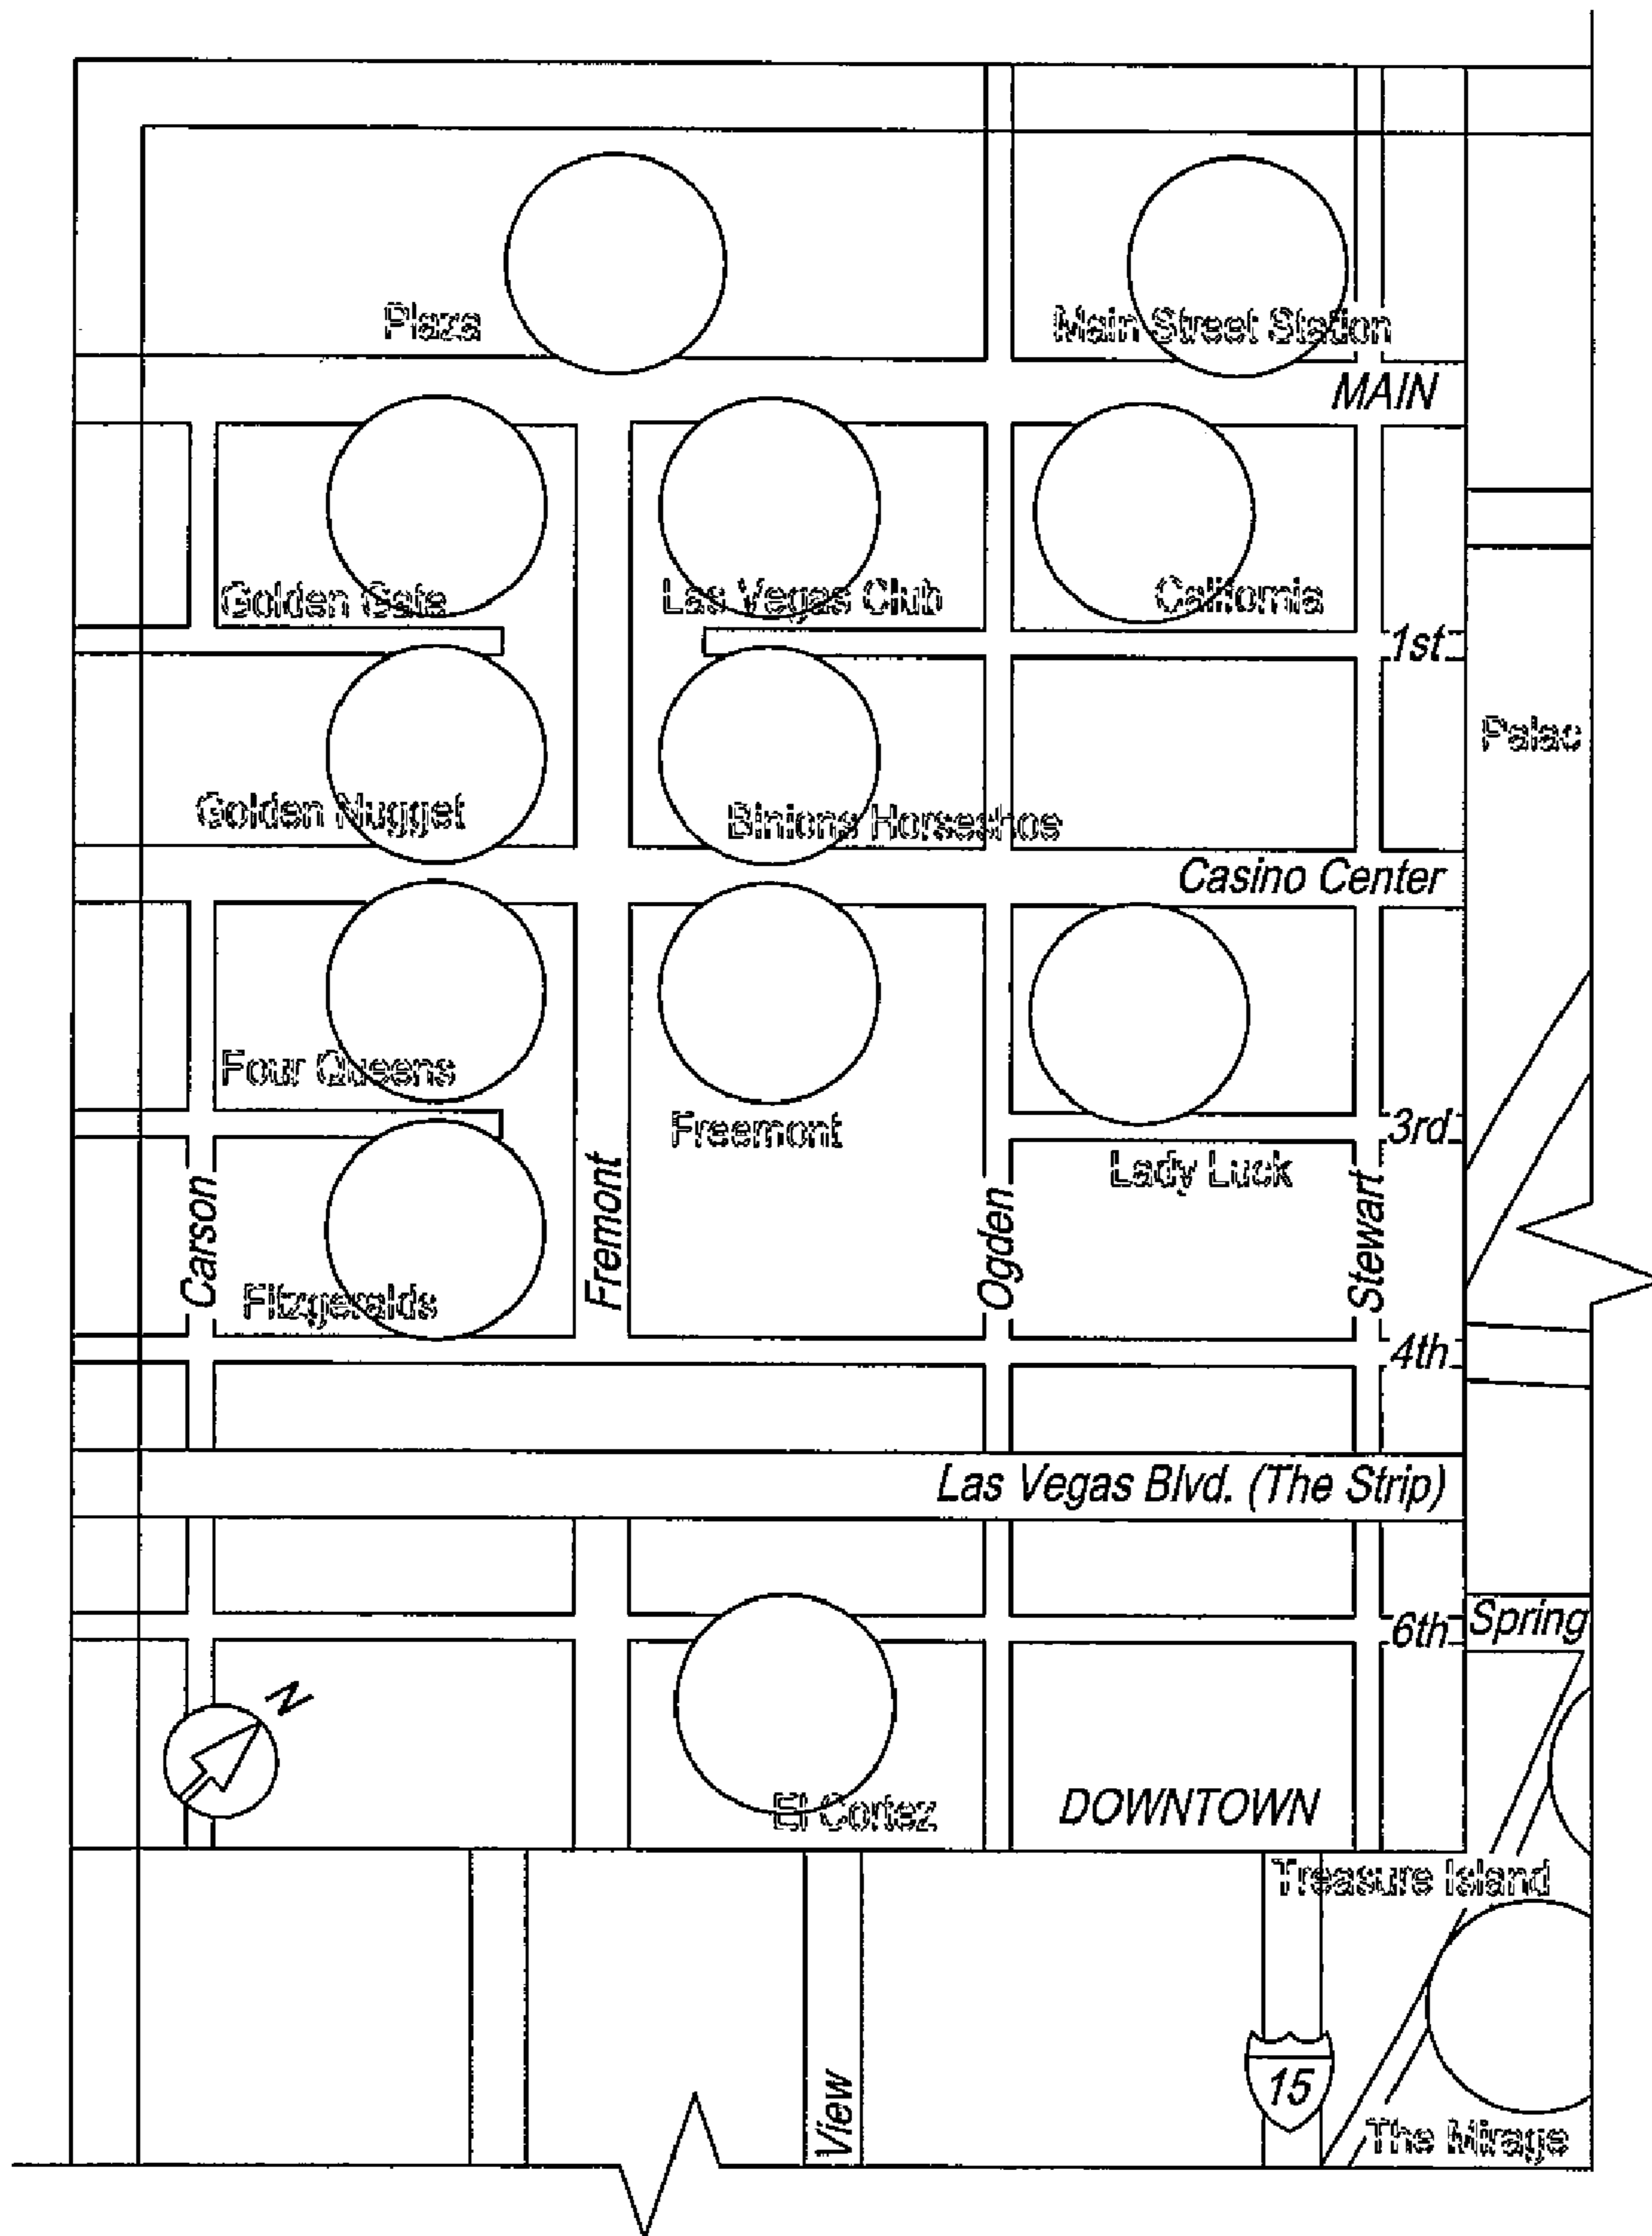 Plaza
Main Street Station
MAIN
Golden Gate
Las Vegas Club
California
1st
Palac
Golden Nugget
Binions Horseshoe
Casino Center
Four Queens
Freemont
3rd
Lady Luck
Carson
Fremont
Ogden
Stewart
Fitzgeralds
4th
Las Vegas Blvd. (The Strip)
6th
Spring
N
El Cortez
DOWNTOWN
Treasure Island
View
15
The Mirage